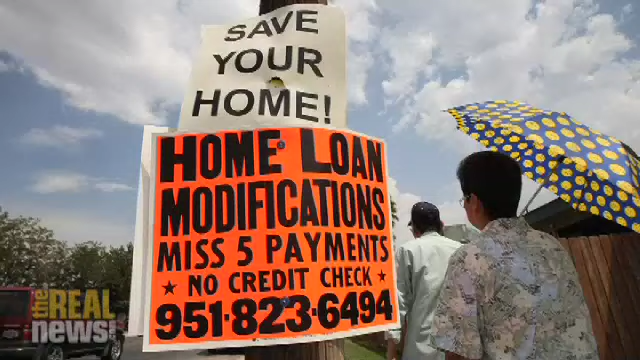 SAVE
YOUR
HOME!
HOME LOAN
MODIFICATIONS
MISS 5 PAYMENTS
★ NO CREDIT CHECK ★
951-823-6494
the REAL
news